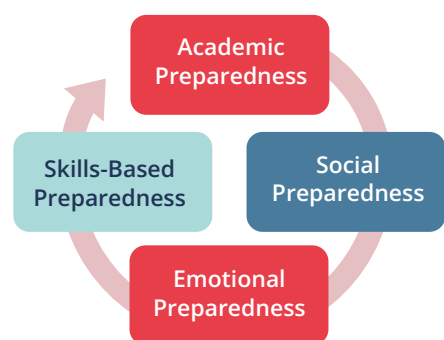 Academic
Preparedness
Social
Preparedness
Emotional
Preparedness
Skills-Based
Preparedness